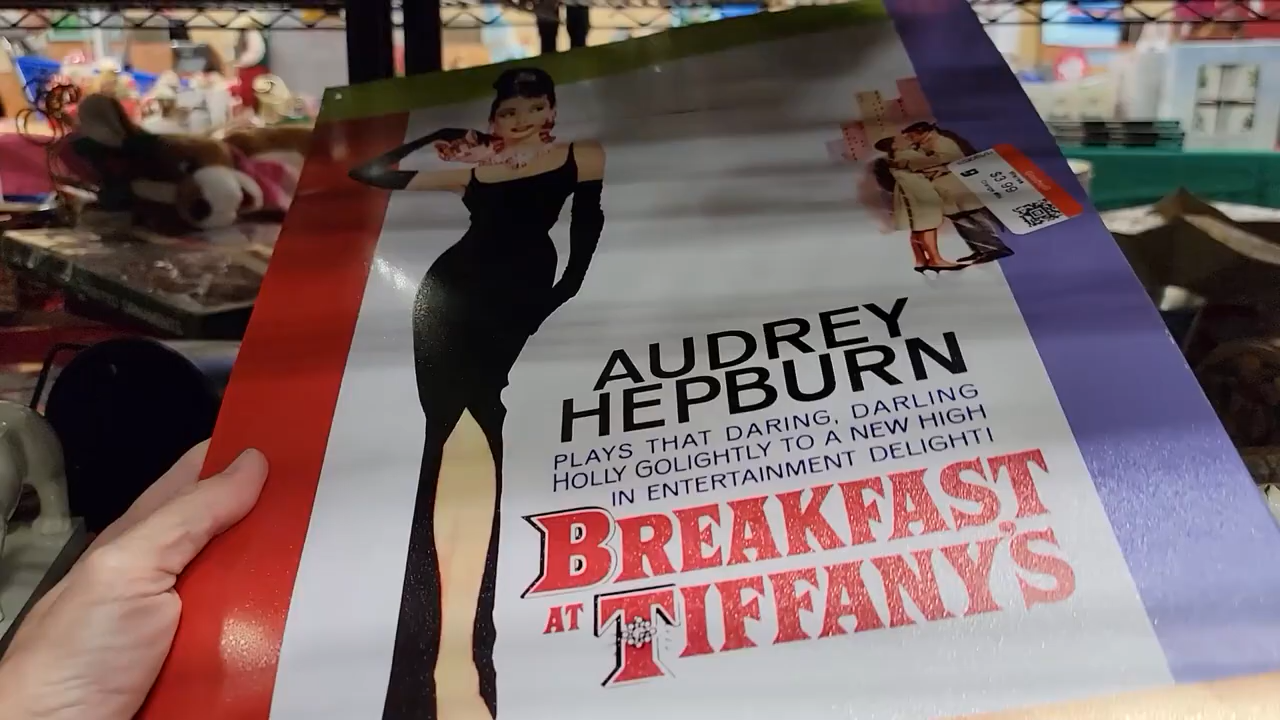 $3.99
AUDREY
HEPBURN
PLAYS THAT DARING, DARLING
HOLLY GOLIGHTLY TO A NEW HIGH
IN ENTERTAINMENT DELIGHT!
BREAKFAST
AT TIFFANY'S